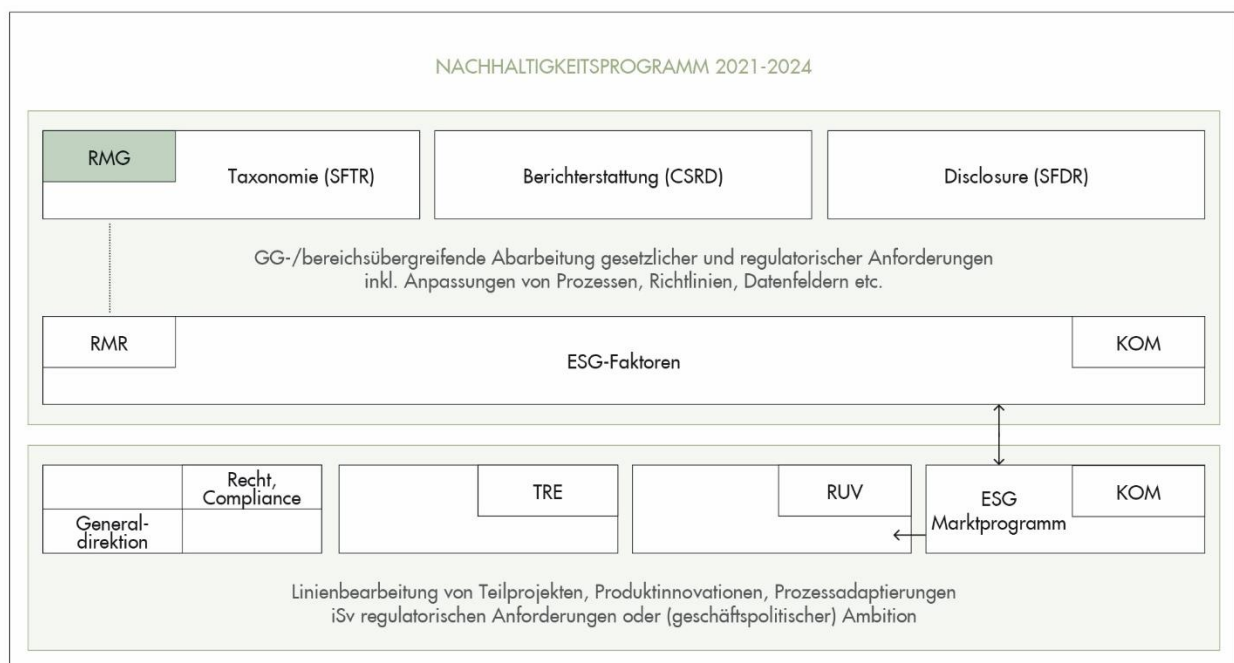 NACHHALTIGKEITSPROGRAMM 2021-2024
RMG
Taxonomie (SFTR)
Berichterstattung (CSRD)
Disclosure (SFDR)
GG-/bereichsübergreifende Abarbeitung gesetzlicher und regulatorischer Anforderungen
inkl. Anpassungen von Prozessen, Richtlinien, Datenfeldern etc.
RMR
ESG-Faktoren
KOM
Recht,
Compliance
General-
direktion
TRE
RUV
ESG
Marktprogramm
KOM
Linienbearbeitung von Teilprojekten, Produktinnovationen, Prozessadaptierungen
iSv regulatorischen Anforderungen oder (geschäftspolitischer) Ambition